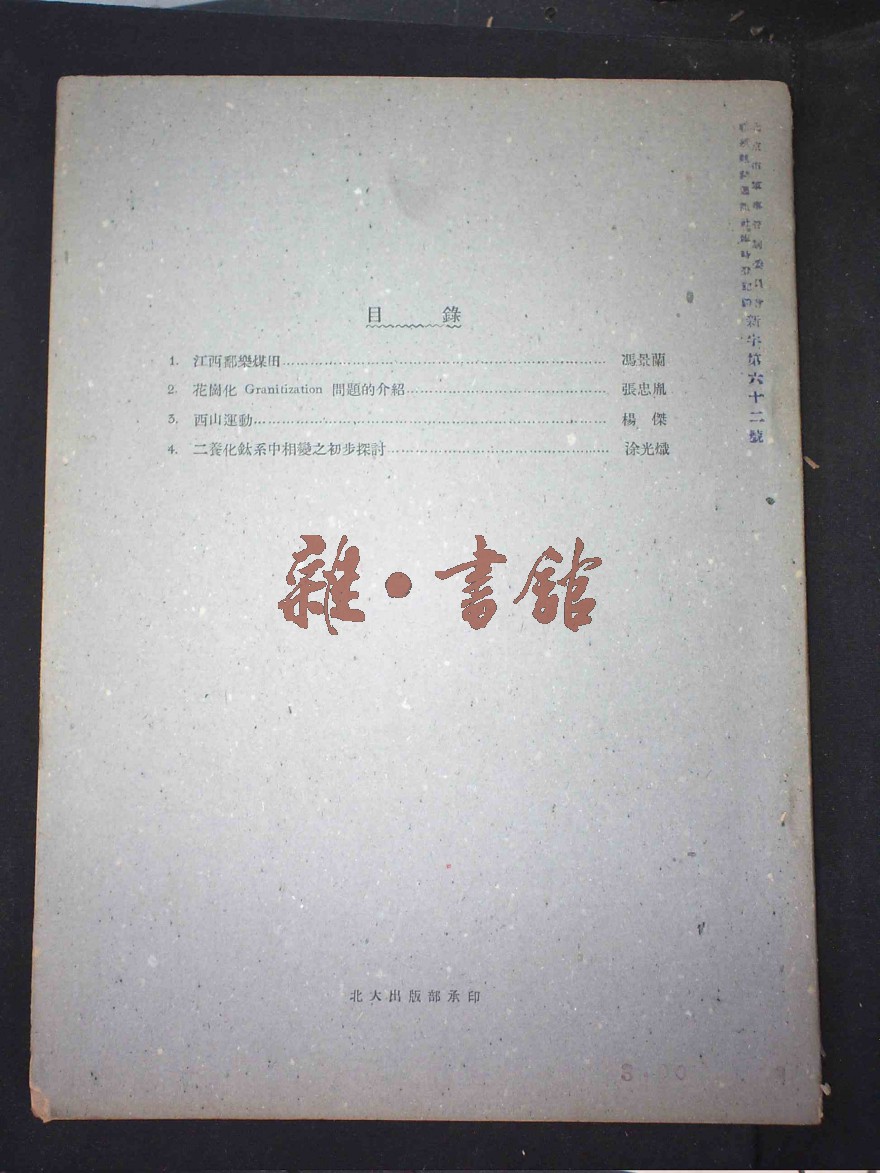 目錄
1. 江西鄱樂煤田 馮景蘭
2. 花崗化 Granitization 問題的介紹 張忠胤
3. 西山運動 楊傑
4. 二養化鈦系中相變之初步探討 涂光熾
雜·書館
北大出版部承印
新字第六十二號